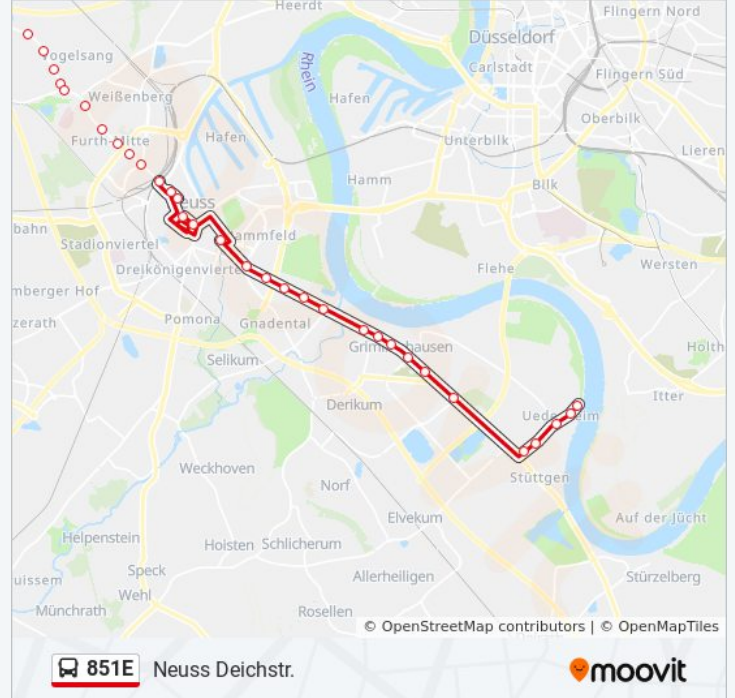 Heerdt
Flingern Nord
Düsseldorf
Vogelsang
Carlstadt
Flingern Süd
Rhein
Weißenberg
Hafen
Oberbilk
Furth-Mitte
Hafen
Unterbilk
Lieren
Hamm
Bilk
Neuss
bahn
Stadionviertel
ammfeld
Flehe
Wersten
Dreikönigenvierte
mberger Hof
zerath
Pomona
Gnadental
Holth
Selikum
Grimlinghausen
Itter
Derikum
Uedesheim
Weckhoven
Stüttgen
Norf
Elvekum
Auf der Jücht
Helpenstein
Hoisten
Schlicherum
uissem
Speck
Allerheiligen
Stürzelberg
Wehl
Münchrath
Rosellen
© OpenStreetMap contributors | © OpenMapTiles
851E
Neuss Deichstr.
moovit